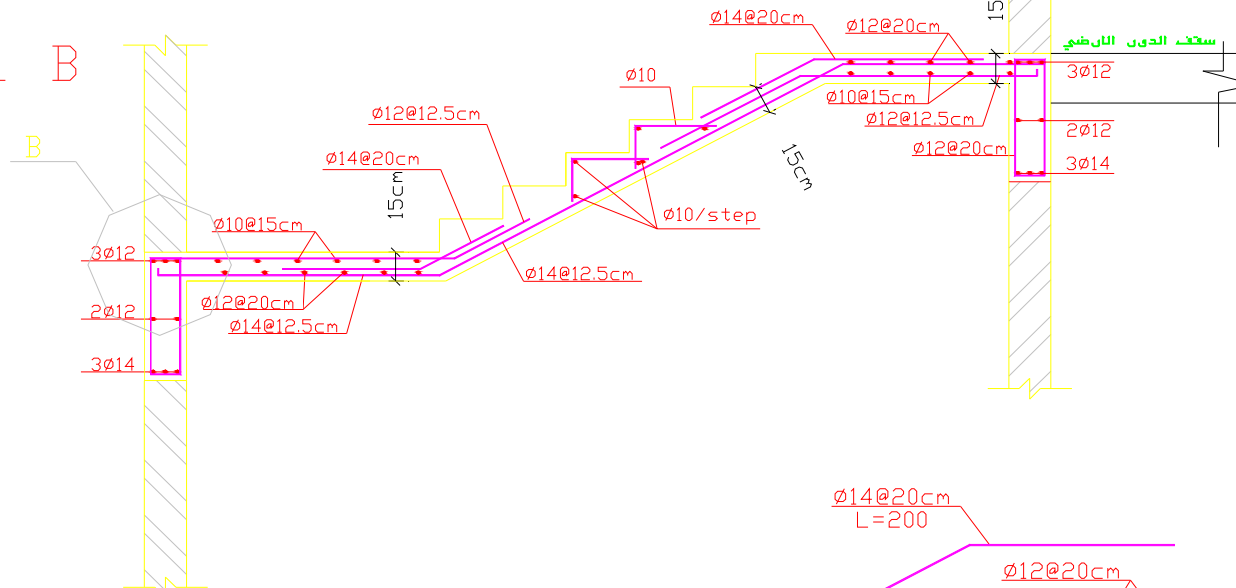 Ø14@20cm
Ø12@20cm
15
سقف الدور الارضي
B
Ø10
3Ø12
Ø10@15cm
Ø12@12.5cm
Ø12@12.5cm
2Ø12
B
Ø14@20cm
15cm
15cm
Ø12@20cm
3Ø14
Ø10@15cm
Ø10/step
3Ø12
Ø14@12.5cm
Ø12@20cm
2Ø12
Ø14@12.5cm
3Ø14
Ø14@20cm
L=200
Ø12@20cm